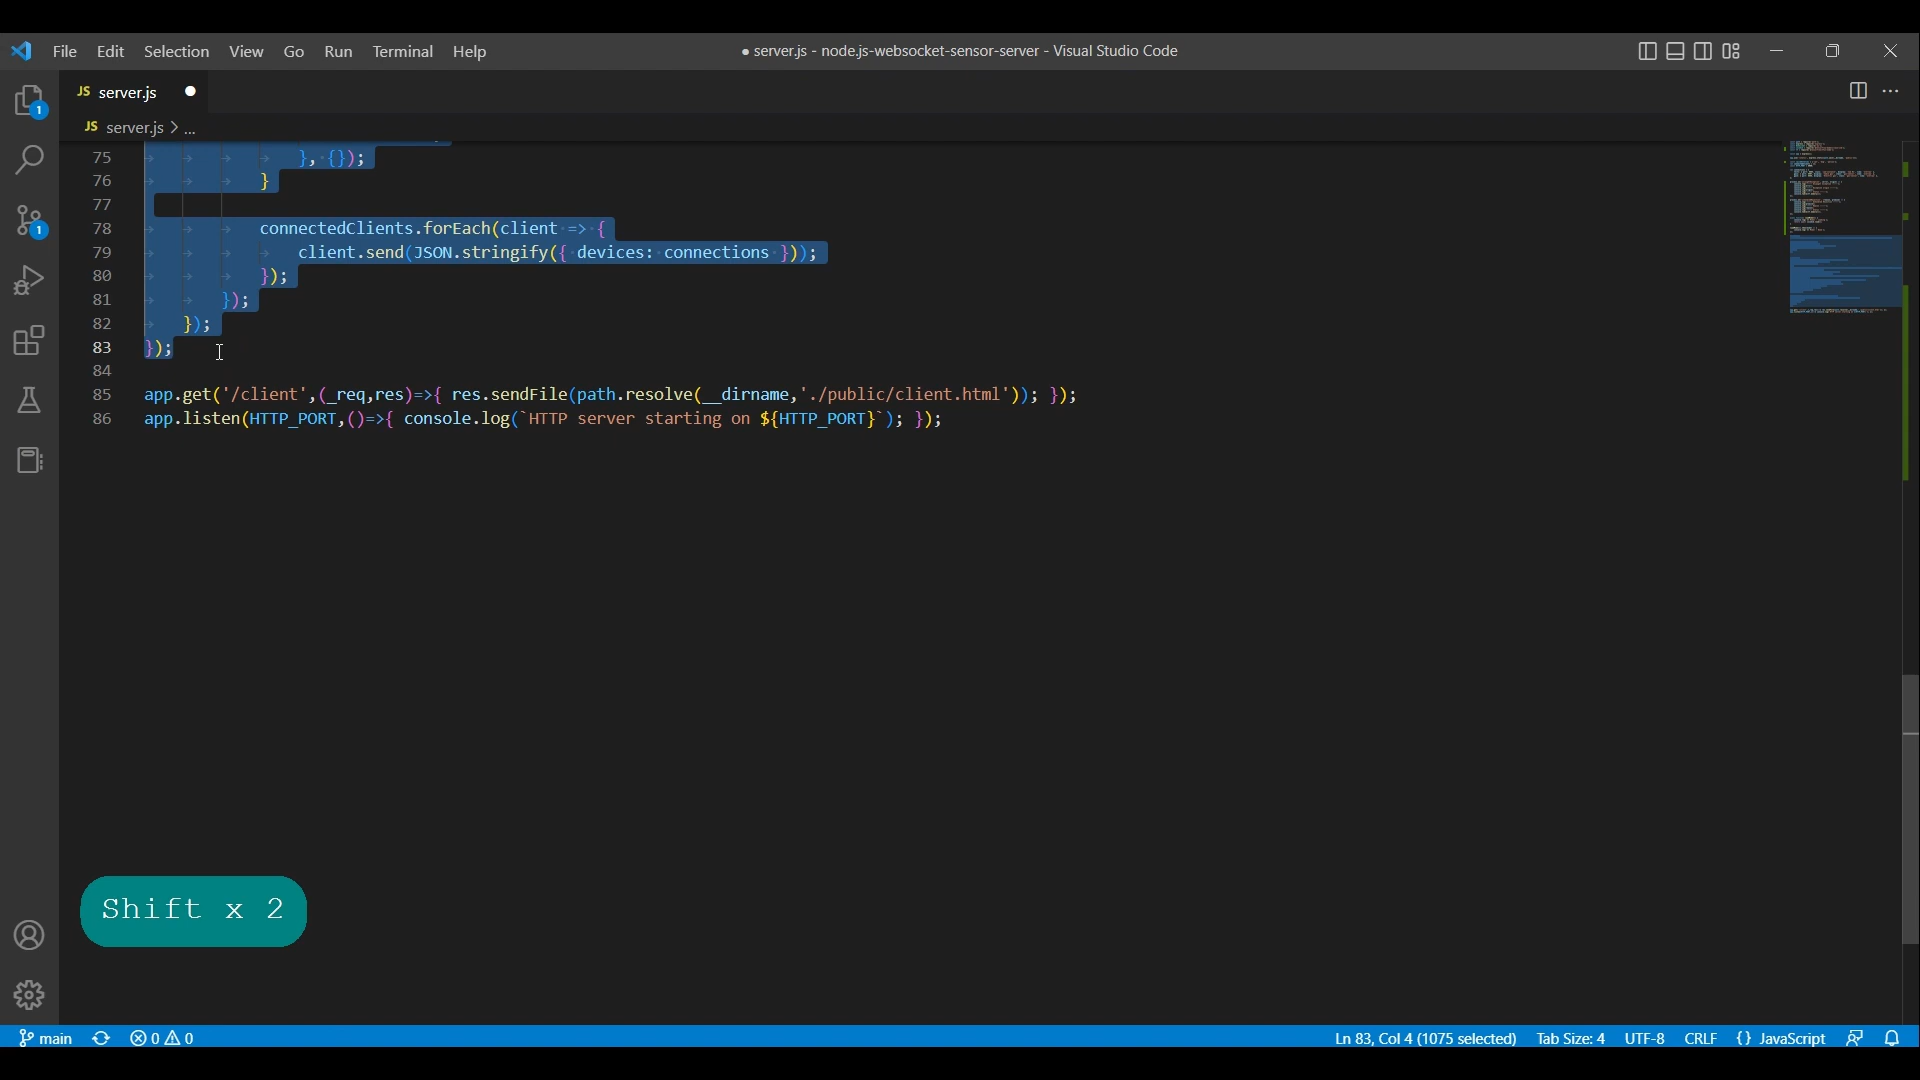 File Edit Selection View Go Run Terminal Help
● server.js - node.js-websocket-sensor-server - Visual Studio Code
JS server.js ●
JS server.js > ...
75 }, {});
76 }
77
78 connectedClients.forEach(client => {
79 client.send(JSON.stringify({ devices: connections }));
80 });
81 });
82 });
83 });
84
85 app.get('/client',(_req,res)=>{ res.sendFile(path.resolve(__dirname,'./public/client.html')); });
86 app.listen(HTTP_PORT,()=>{ console.log(`HTTP server starting on ${HTTP_PORT}`); });
1
1
Shift x 2
main 0 0 Ln 83, Col 4 (1075 selected) Tab Size: 4 UTF-8 CRLF {} JavaScript